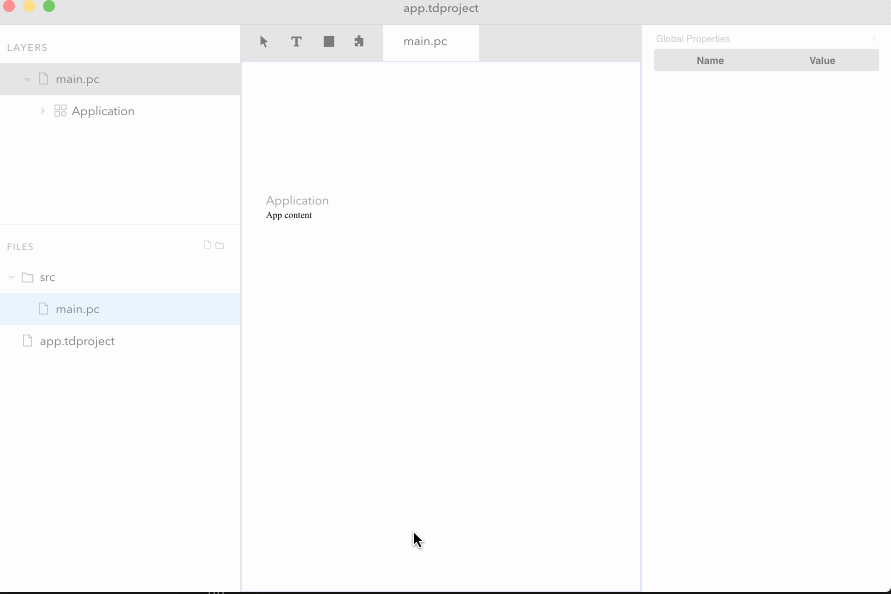 app.tdproject
LAYERS
main.pc
Application
FILES
src
main.pc
app.tdproject
T
main.pc
Application
App content
Global Properties
+
Name Value